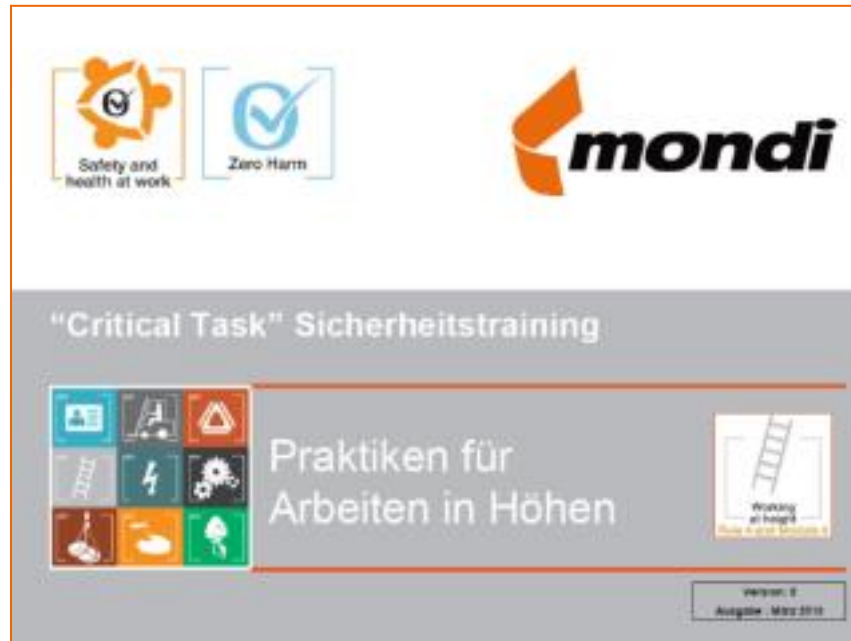 Safety and
health at work
Zero Harm
mondi
“Critical Task” Sicherheitstraining
Praktiken für
Arbeiten in Höhen
Working
at height
Version:
Ausgabe : März